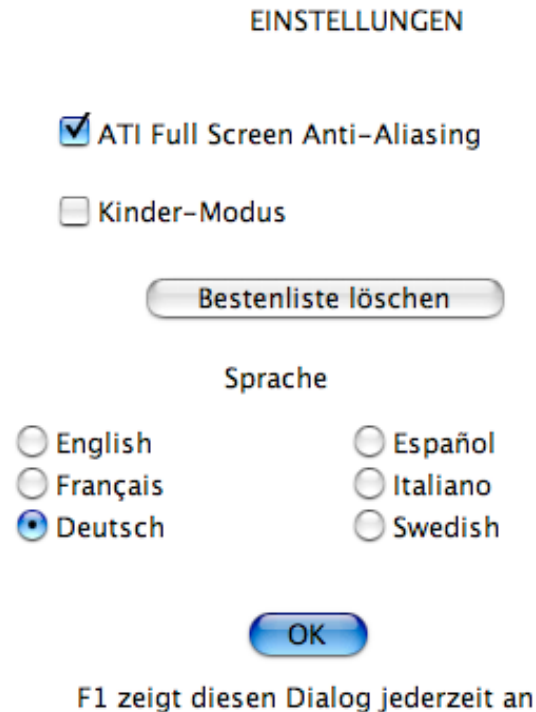 EINSTELLUNGEN
ATI Full Screen Anti-Aliasing
Kinder-Modus
Bestenliste löschen
Sprache
English
Español
Français
Italiano
Deutsch
Swedish
OK
F1 zeigt diesen Dialog jederzeit an